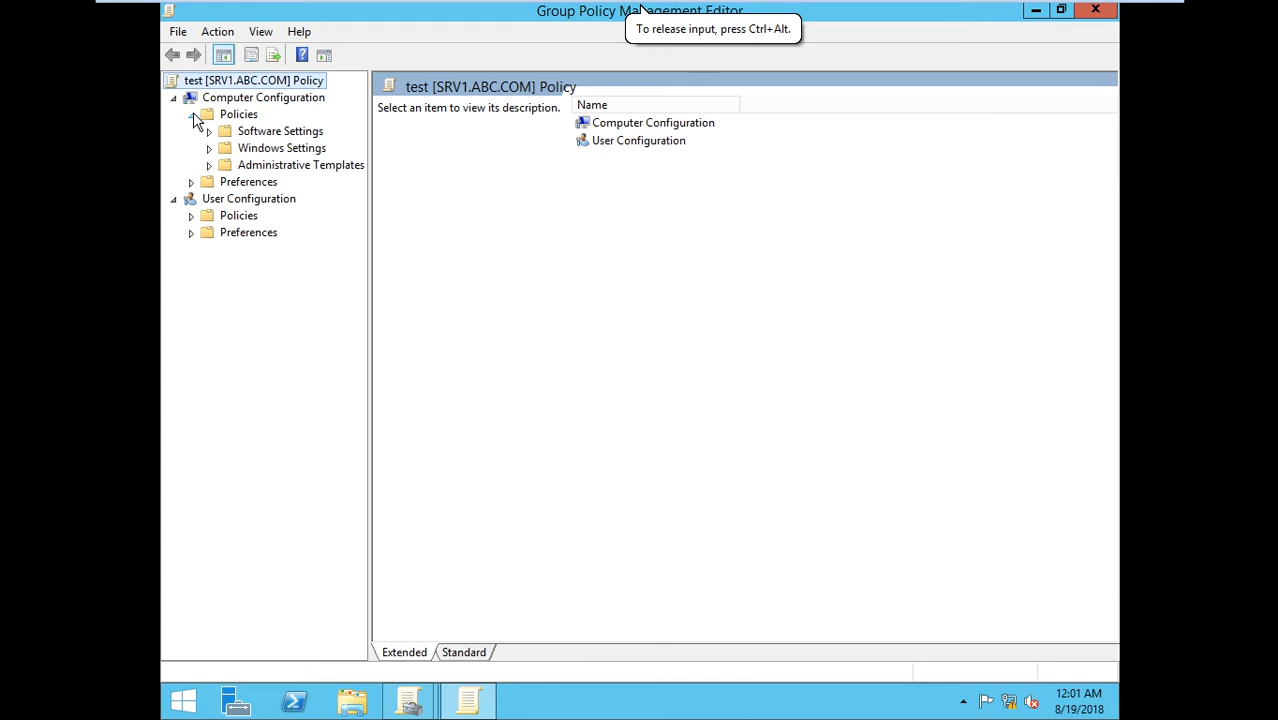 Group Policy Management Editor
To release input, press Ctrl+Alt.
File Action View Help
test [SRV1.ABC.COM] Policy
Computer Configuration
Policies
Software Settings
Windows Settings
Administrative Templates
Preferences
User Configuration
Policies
Preferences
test [SRV1.ABC.COM] Policy
Select an item to view its description.
Name
Computer Configuration
User Configuration
Extended Standard
12:01 AM
8/19/2018